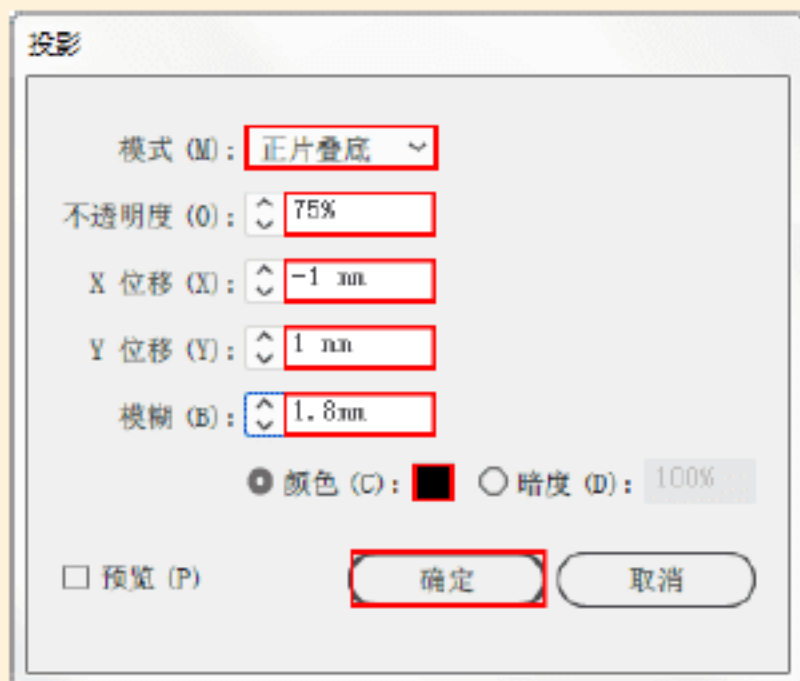 投影
模式 (M): 正片叠底
不透明度 (O): 75%
X 位移 (X): -1 mm
Y 位移 (Y): 1 mm
模糊 (B): 1.8mm
颜色 (C): 暗度 (D): 100%
预览 (P) 确定 取消